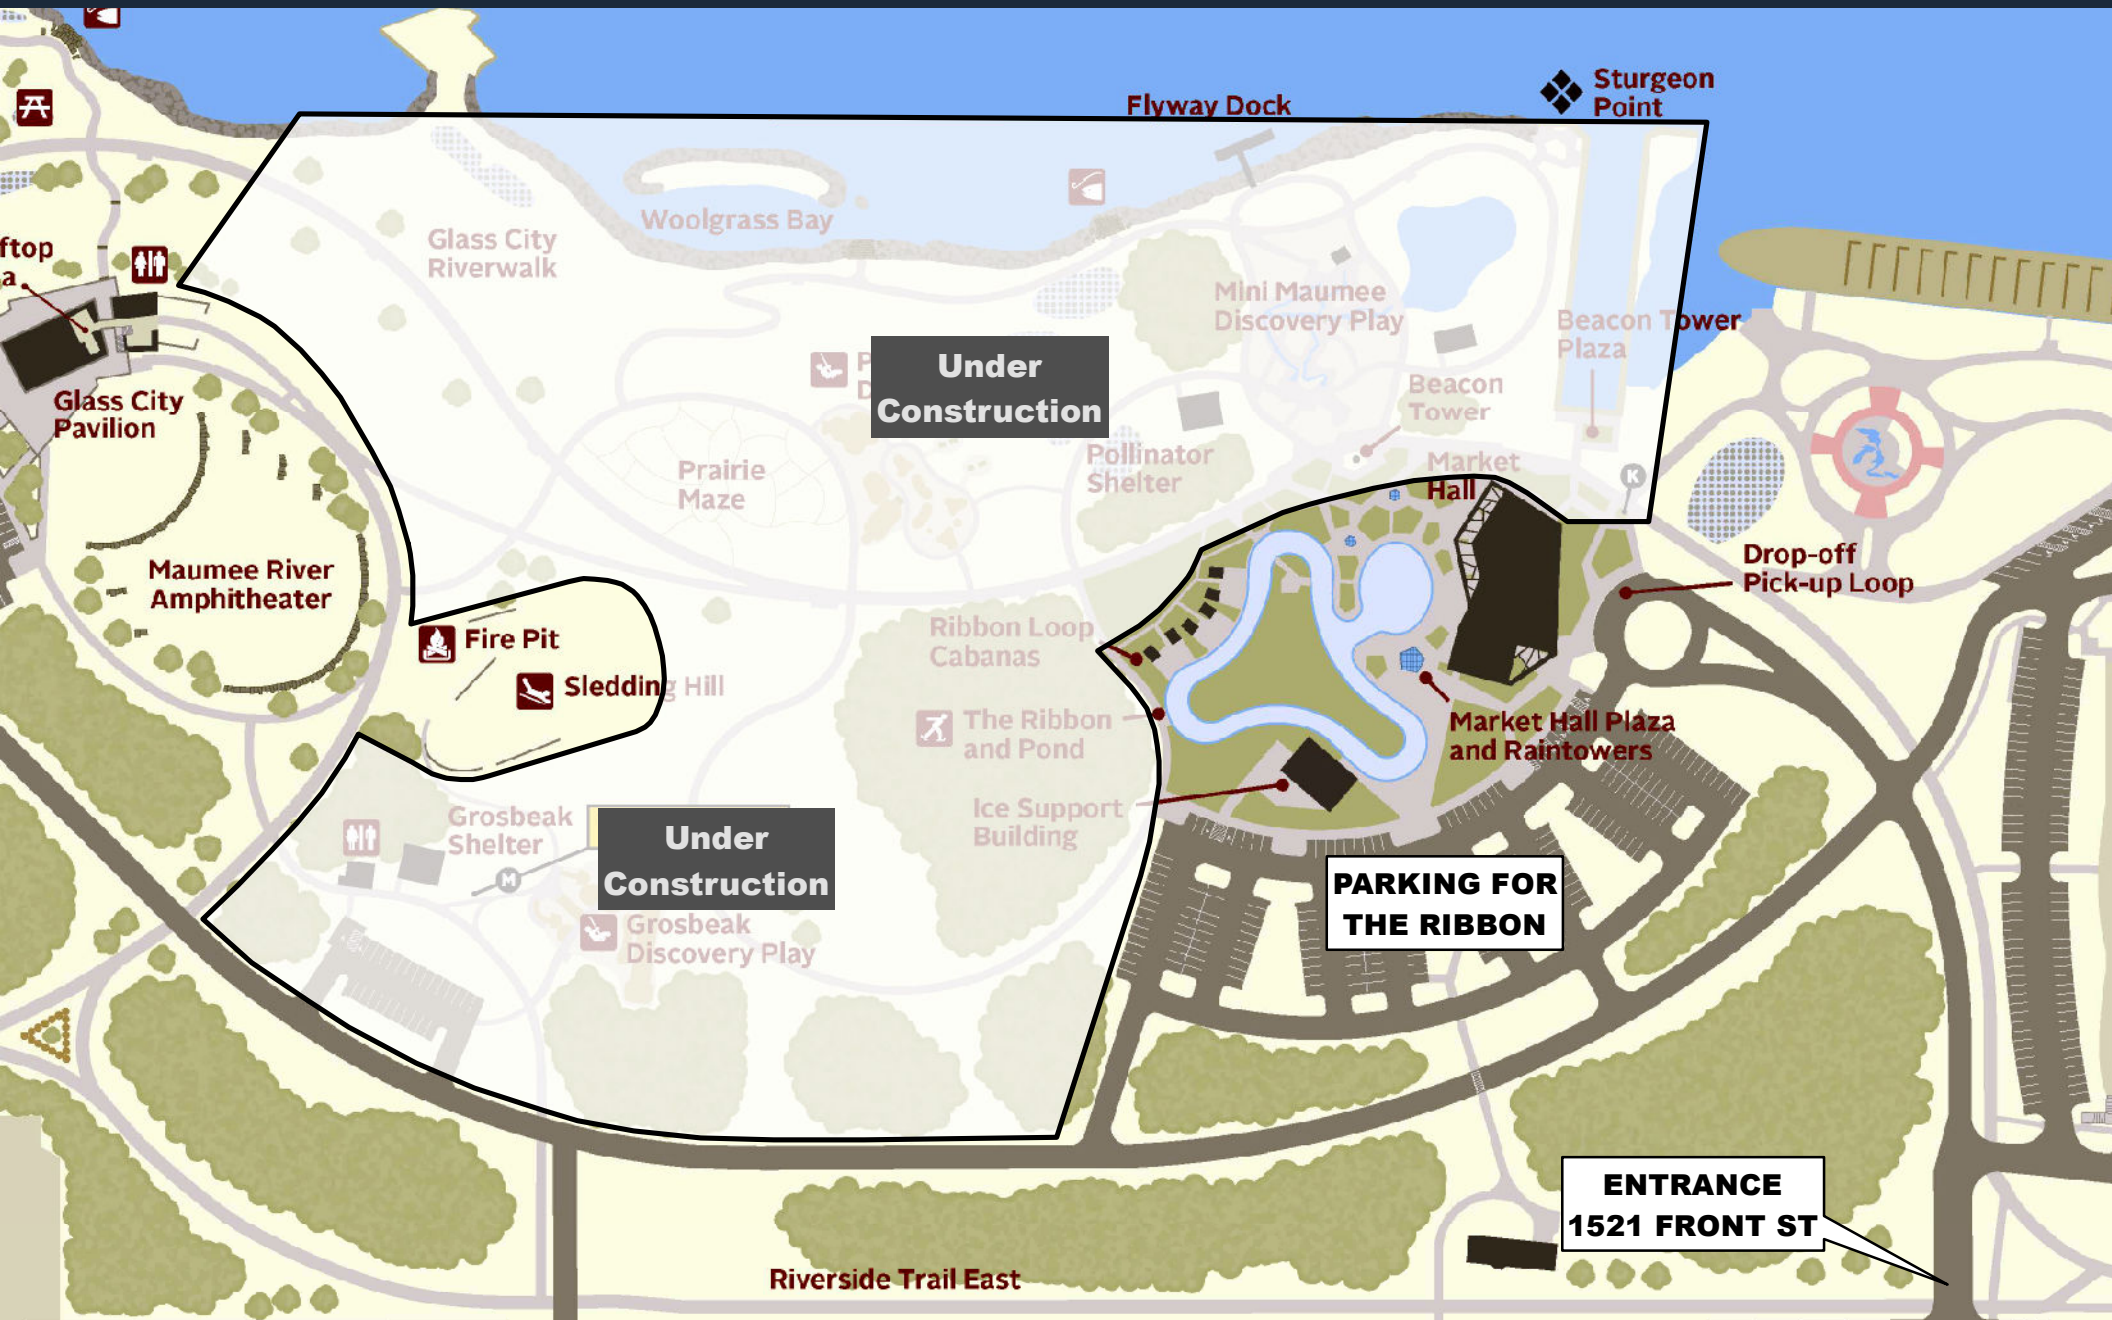 Sturgeon
Point
Flyway Dock
Woolgrass Bay
Glass City
Riverwalk
ftop
a
Mini Maumee
Discovery Play
Beacon Tower
Plaza
P
D
Under
Construction
Beacon
Tower
Glass City
Pavilion
Prairie
Maze
Pollinator
Shelter
Market
Hall
K
Maumee River
Amphitheater
Drop-off
Pick-up Loop
Fire Pit
Sledding Hill
Ribbon Loop
Cabanas
The Ribbon
and Pond
Market Hall Plaza
and Raintowers
Ice Support
Building
Grosbeak
Shelter
M
Under
Construction
Grosbeak
Discovery Play
PARKING FOR
THE RIBBON
ENTRANCE
1521 FRONT ST
Riverside Trail East